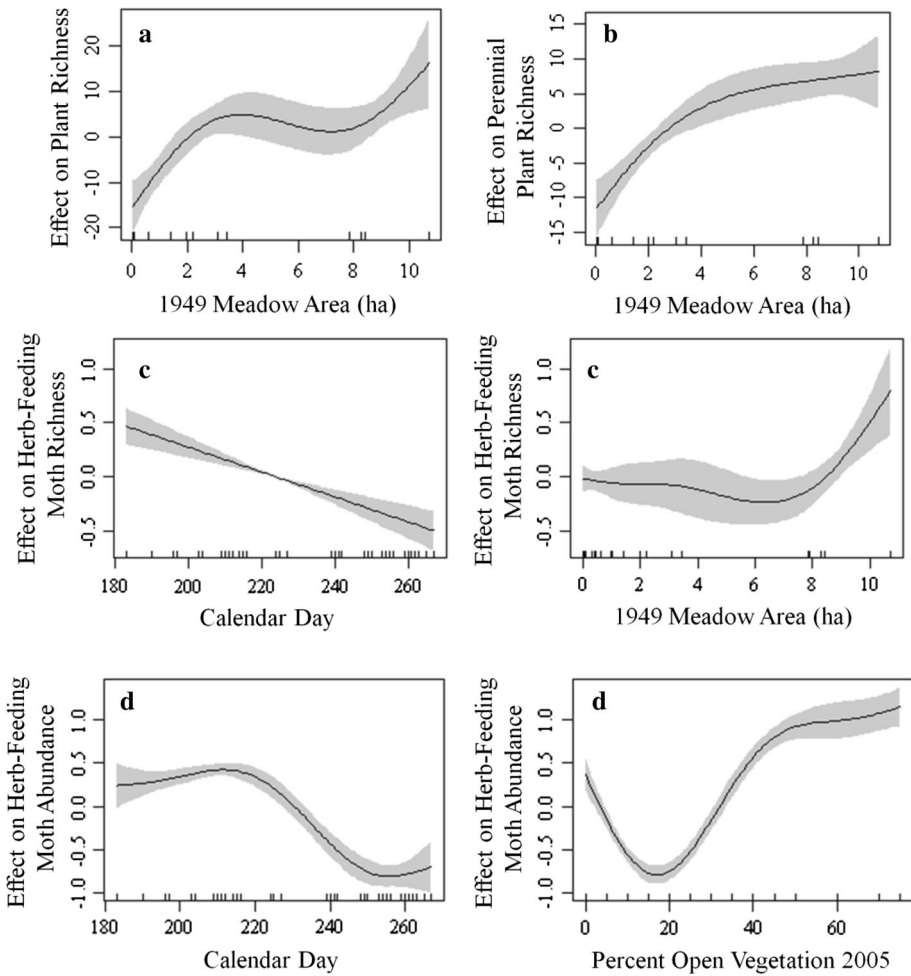 a
Effect on Plant Richness
20
10
0
-10
-20
0 2 4 6 8 10
1949 Meadow Area (ha)
b
Effect on Perennial
Plant Richness
15
10
5
0
-5
-10
-15
0 2 4 6 8 10
1949 Meadow Area (ha)
c
Effect on Herb-Feeding
Moth Richness
1.0
0.5
0.0
-0.5
180 200 220 240 260
Calendar Day
c
Effect on Herb-Feeding
Moth Richness
1.0
0.5
0.0
-0.5
0 2 4 6 8 10
1949 Meadow Area (ha)
d
Effect on Herb-Feeding
Moth Abundance
1.0
0.5
0.0
-0.5
-1.0
180 200 220 240 260
Calendar Day
d
Effect on Herb-Feeding
Moth Abundance
1.0
0.5
0.0
-0.5
-1.0
0 20 40 60
Percent Open Vegetation 2005